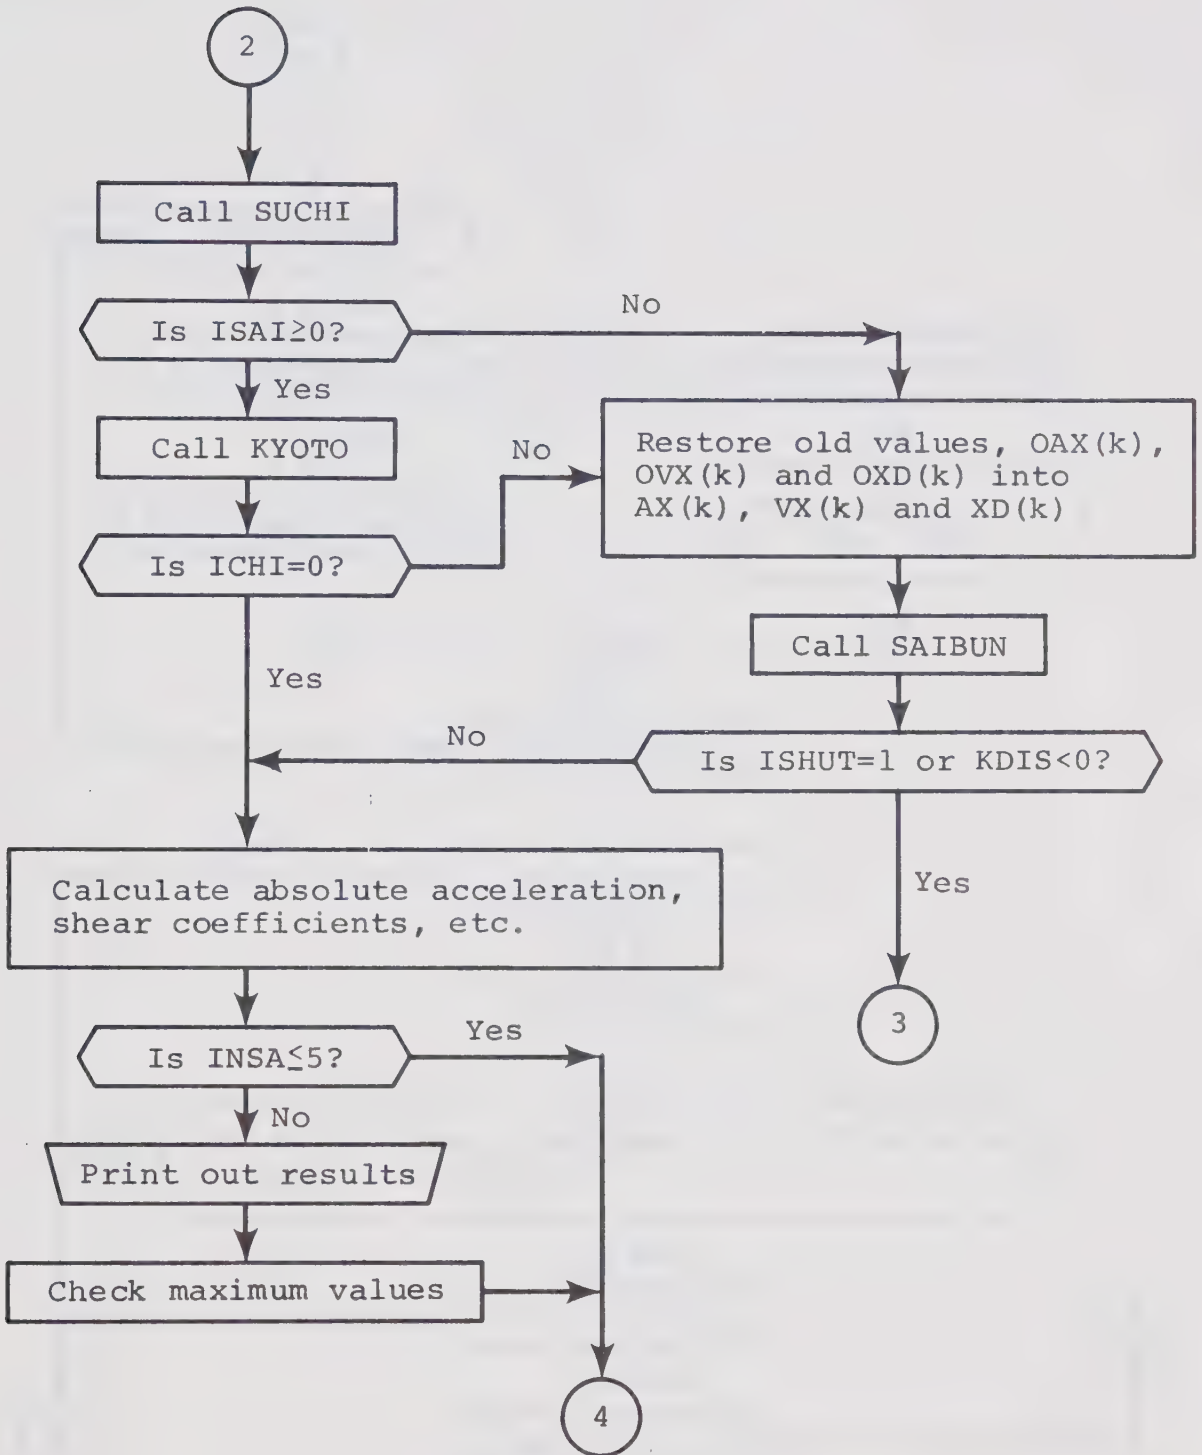 2
Call SUCHI
Is ISAI≥0?
No
Yes
Call KYOTO
No
Restore old values, OAX(k),
OVX(k) and OXD(k) into
AX(k), VX(k) and XD(k)
Is ICHI=0?
Call SAIBUN
Yes
No
Is ISHUT=1 or KDIS<0?
Calculate absolute acceleration,
shear coefficients, etc.
Yes
3
Is INSA≤5?
Yes
No
Print out results
Check maximum values
4